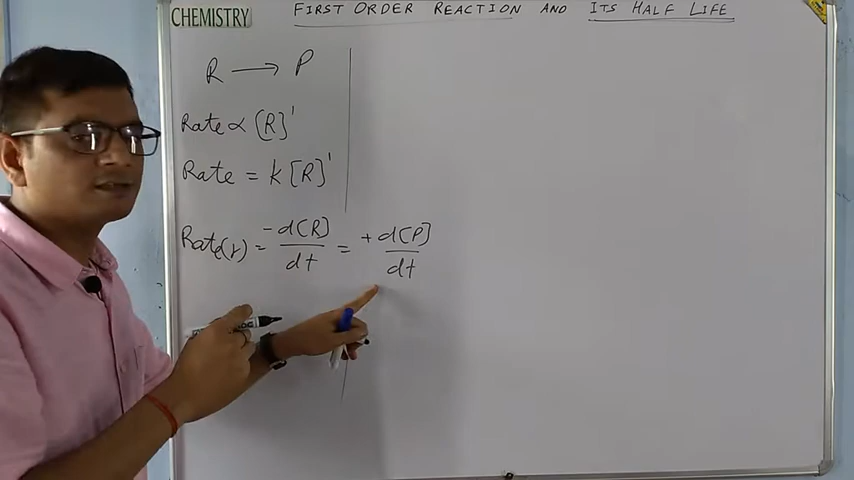 CHEMISTRY
FIRST ORDER REACTION AND ITS HALF LIFE
R → P
Rate ∝ [R]¹
Rate = k[R]¹
Rate(r) = -d[R]/dt = +d[P]/dt